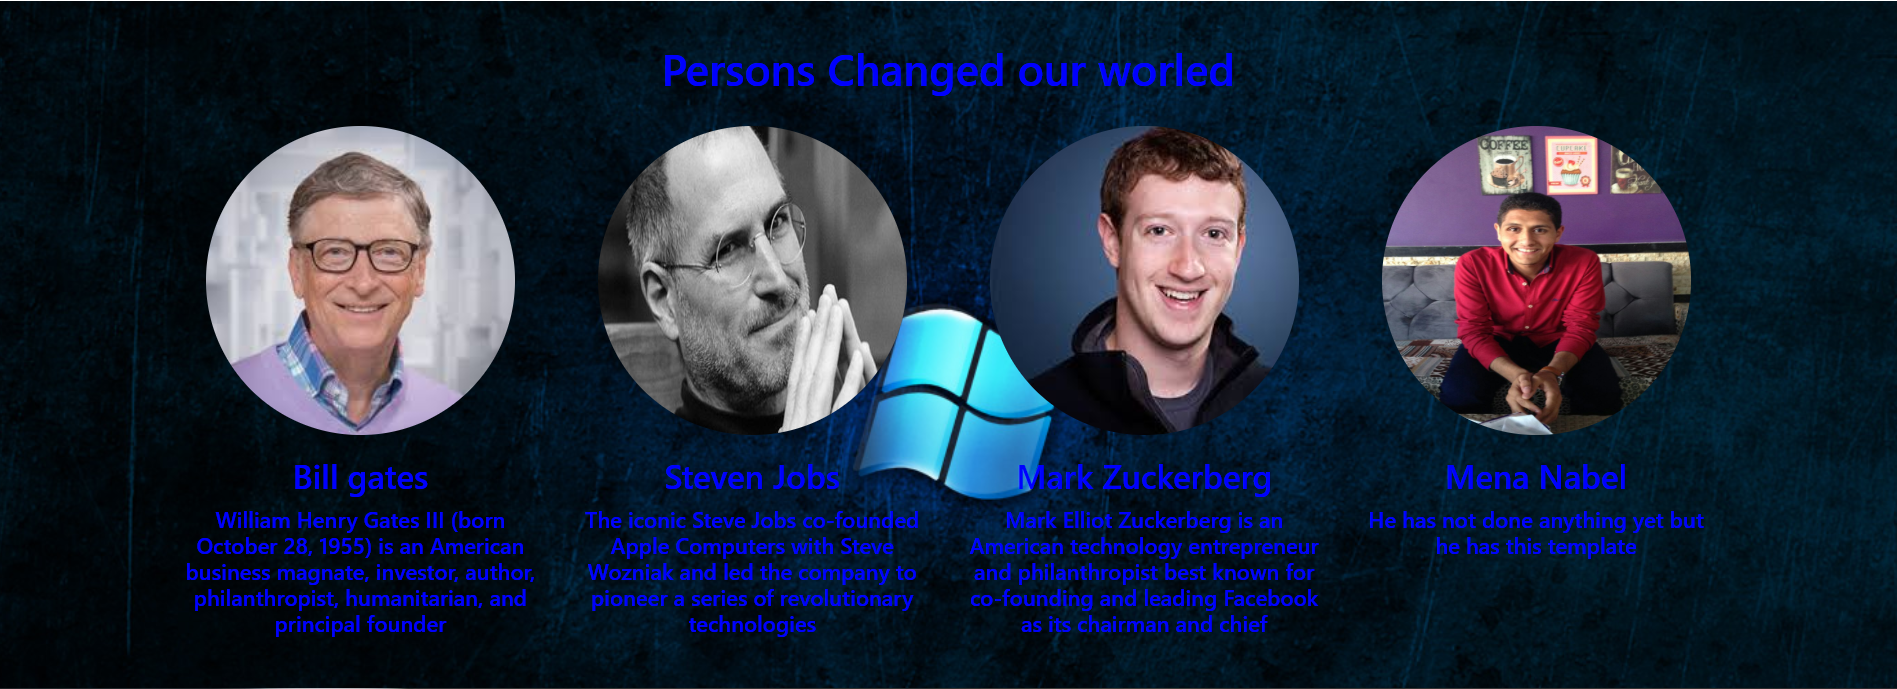 Persons Changed our worled
COFFEE
CUPCAKE
Bill gates
William Henry Gates III (born
October 28, 1955) is an American
business magnate, investor, author,
philanthropist, humanitarian, and
principal founder
Steven Jobs
The iconic Steve Jobs co-founded
Apple Computers with Steve
Wozniak and led the company to
pioneer a series of revolutionary
technologies
Mark Zuckerberg
Mark Elliot Zuckerberg is an
American technology entrepreneur
and philanthropist best known for
co-founding and leading Facebook
as its chairman and chief
Mena Nabel
He has not done anything yet but
he has this template